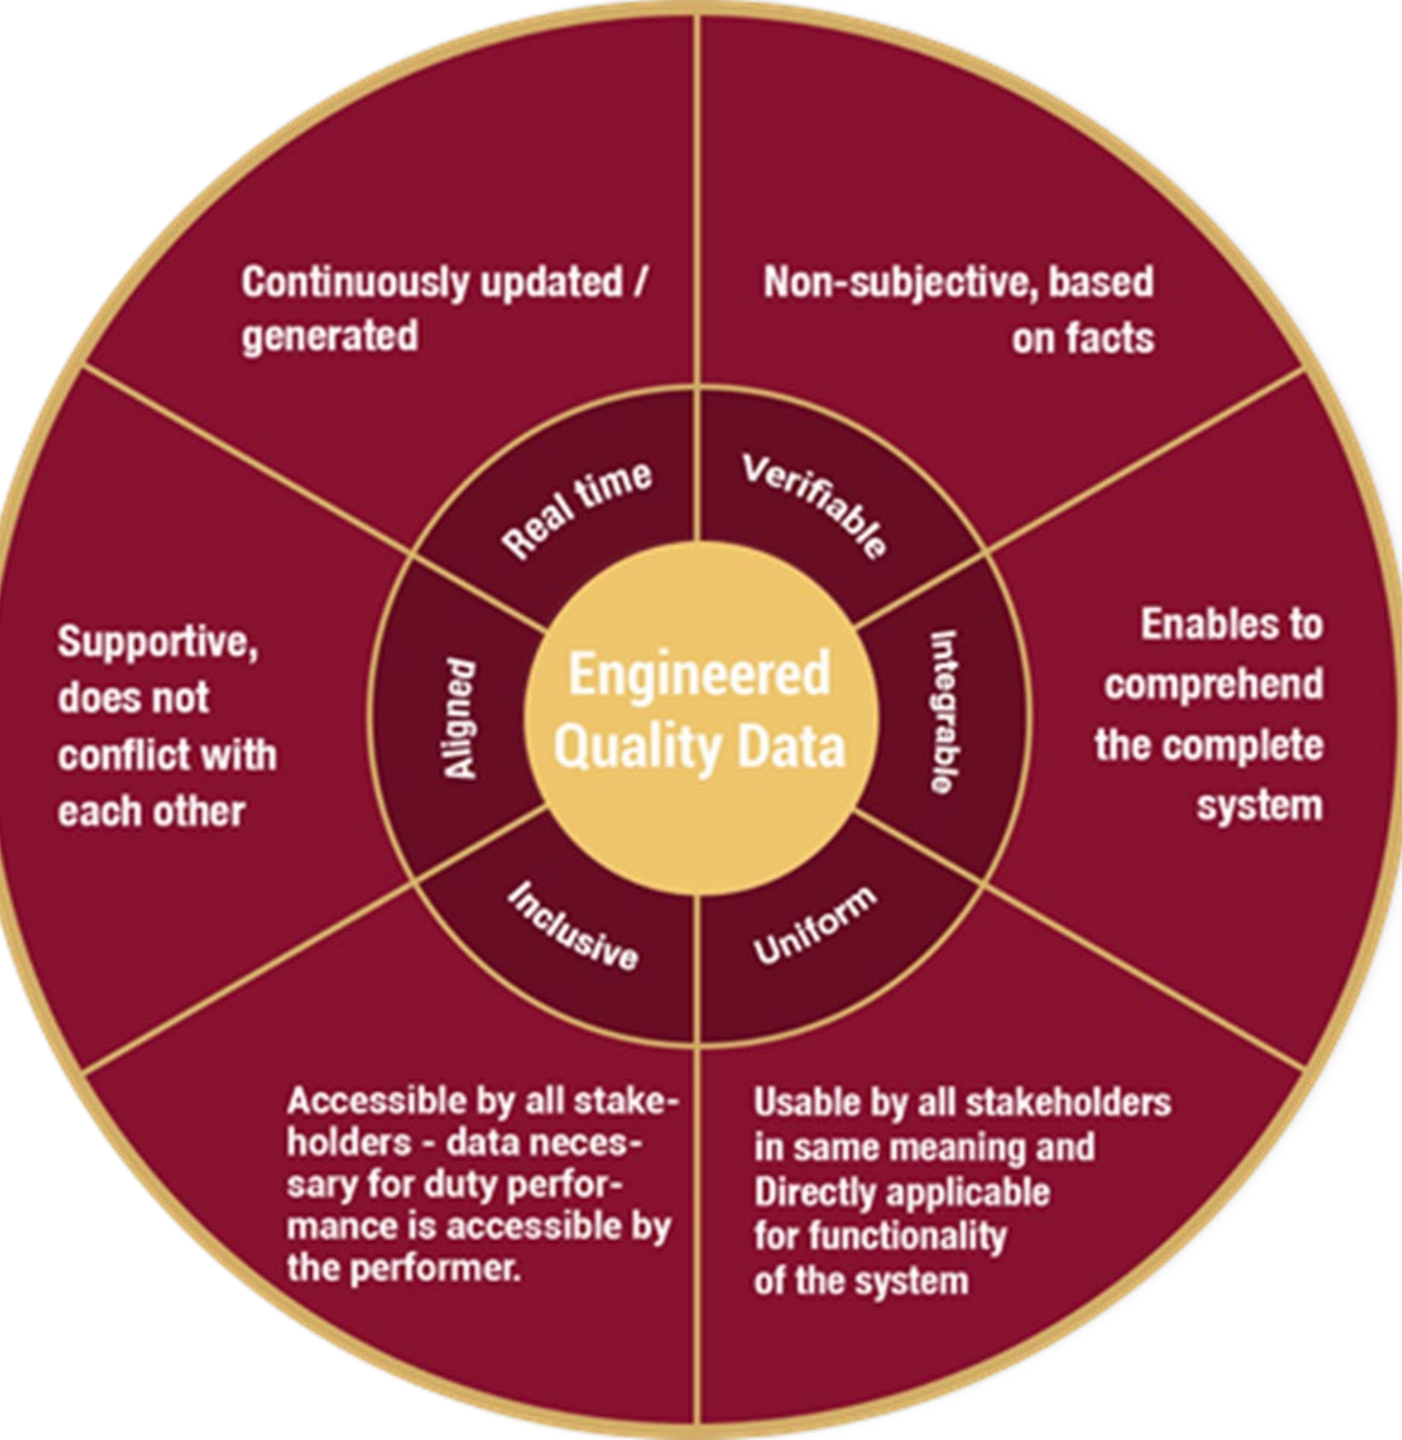 Continuously updated /
generated
Non-subjective, based
on facts
Real time
Verifiable
Supportive,
does not
conflict with
each other
Aligned
Engineered
Quality Data
Integrable
Enables to
comprehend
the complete
system
Inclusive
Uniform
Accessible by all stake-
holders - data neces-
sary for duty perfor-
mance is accessible by
the performer.
Usable by all stakeholders
in same meaning and
Directly applicable
for functionality
of the system